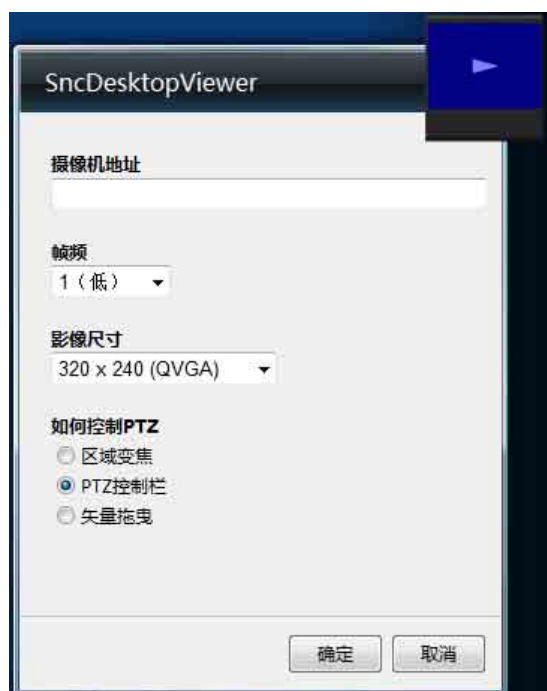 SncDesktopViewer
摄像机地址
帧频
1（低）
影像尺寸
320 x 240 (QVGA)
如何控制PTZ
区域变焦
PTZ控制栏
矢量拖曳
确定 取消